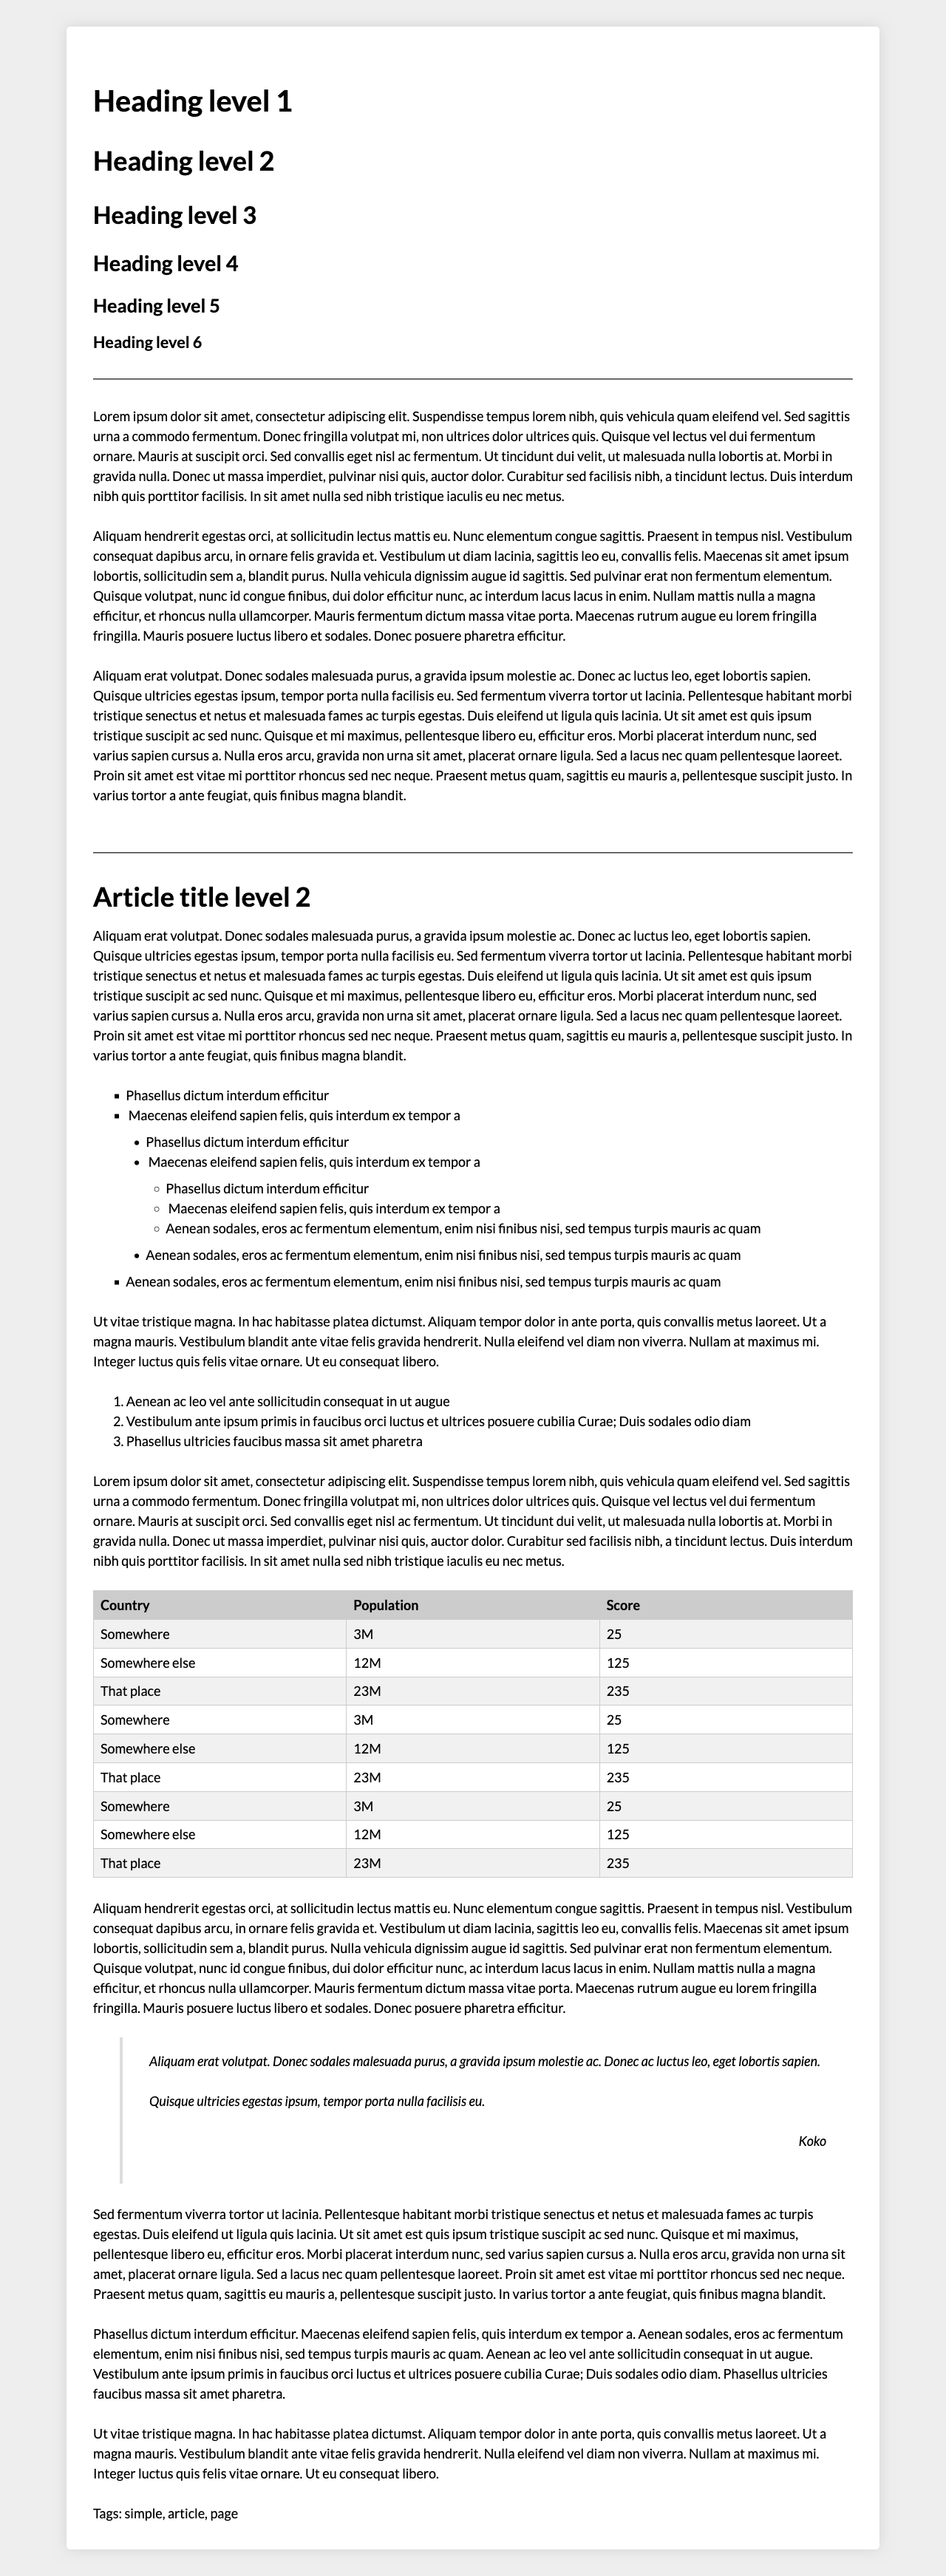 Heading level 1
Heading level 2
Heading level 3
Heading level 4
Heading level 5
Heading level 6
Lorem ipsum dolor sit amet, consectetur adipiscing elit. Suspendisse tempus lorem nibh, quis vehicula quam eleifend vel. Sed sagittis
urna a commodo fermentum. Donec fringilla volutpat mi, non ultrices dolor ultrices quis. Quisque vel lectus vel dui fermentum
ornare. Mauris at suscipit orci. Sed convallis eget nisl ac fermentum. Ut tincidunt dui velit, ut malesuada nulla lobortis at. Morbi in
gravida nulla. Donec ut massa imperdiet, pulvinar nisi quis, auctor dolor. Curabitur sed facilisis nibh, a tincidunt lectus. Duis interdum
nibh quis porttitor facilisis. In sit amet nulla sed nibh tristique iaculis eu nec metus.
Aliquam hendrerit egestas orci, at sollicitudin lectus mattis eu. Nunc elementum congue sagittis. Praesent in tempus nisl. Vestibulum
consequat dapibus arcu, in ornare felis gravida et. Vestibulum ut diam lacinia, sagittis leo eu, convallis felis. Maecenas sit amet ipsum
lobortis, sollicitudin sem a, blandit purus. Nulla vehicula dignissim augue id sagittis. Sed pulvinar erat non fermentum elementum.
Quisque volutpat, nunc id congue finibus, dui dolor efficitur nunc, ac interdum lacus lacus in enim. Nullam mattis nulla a magna
efficitur, et rhoncus nulla ullamcorper. Mauris fermentum dictum massa vitae porta. Maecenas rutrum augue eu lorem fringilla
fringilla. Mauris posuere luctus libero et sodales. Donec posuere pharetra efficitur.
Aliquam erat volutpat. Donec sodales malesuada purus, a gravida ipsum molestie ac. Donec ac luctus leo, eget lobortis sapien.
Quisque ultricies egestas ipsum, tempor porta nulla facilisis eu. Sed fermentum viverra tortor ut lacinia. Pellentesque habitant morbi
tristique senectus et netus et malesuada fames ac turpis egestas. Duis eleifend ut ligula quis lacinia. Ut sit amet est quis ipsum
tristique suscipit ac sed nunc. Quisque et mi maximus, pellentesque libero eu, efficitur eros. Morbi placerat interdum nunc, sed
varius sapien cursus a. Nulla eros arcu, gravida non urna sit amet, placerat ornare ligula. Sed a lacus nec quam pellentesque laoreet.
Proin sit amet est vitae mi porttitor rhoncus sed nec neque. Praesent metus quam, sagittis eu mauris a, pellentesque suscipit justo. In
varius tortor a ante feugiat, quis finibus magna blandit.
Article title level 2
Aliquam erat volutpat. Donec sodales malesuada purus, a gravida ipsum molestie ac. Donec ac luctus leo, eget lobortis sapien.
Quisque ultricies egestas ipsum, tempor porta nulla facilisis eu. Sed fermentum viverra tortor ut lacinia. Pellentesque habitant morbi
tristique senectus et netus et malesuada fames ac turpis egestas. Duis eleifend ut ligula quis lacinia. Ut sit amet est quis ipsum
tristique suscipit ac sed nunc. Quisque et mi maximus, pellentesque libero eu, efficitur eros. Morbi placerat interdum nunc, sed
varius sapien cursus a. Nulla eros arcu, gravida non urna sit amet, placerat ornare ligula. Sed a lacus nec quam pellentesque laoreet.
Proin sit amet est vitae mi porttitor rhoncus sed nec neque. Praesent metus quam, sagittis eu mauris a, pellentesque suscipit justo. In
varius tortor a ante feugiat, quis finibus magna blandit.
▪ Phasellus dictum interdum efficitur
▪ Maecenas eleifend sapien felis, quis interdum ex tempor a
• Phasellus dictum interdum efficitur
• Maecenas eleifend sapien felis, quis interdum ex tempor a
◦ Phasellus dictum interdum efficitur
◦ Maecenas eleifend sapien felis, quis interdum ex tempor a
◦ Aenean sodales, eros ac fermentum elementum, enim nisi finibus nisi, sed tempus turpis mauris ac quam
• Aenean sodales, eros ac fermentum elementum, enim nisi finibus nisi, sed tempus turpis mauris ac quam
▪ Aenean sodales, eros ac fermentum elementum, enim nisi finibus nisi, sed tempus turpis mauris ac quam
Ut vitae tristique magna. In hac habitasse platea dictumst. Aliquam tempor dolor in ante porta, quis convallis metus laoreet. Ut a
magna mauris. Vestibulum blandit ante vitae felis gravida hendrerit. Nulla eleifend vel diam non viverra. Nullam at maximus mi.
Integer luctus quis felis vitae ornare. Ut eu consequat libero.
1. Aenean ac leo vel ante sollicitudin consequat in ut augue
2. Vestibulum ante ipsum primis in faucibus orci luctus et ultrices posuere cubilia Curae; Duis sodales odio diam
3. Phasellus ultricies faucibus massa sit amet pharetra
Lorem ipsum dolor sit amet, consectetur adipiscing elit. Suspendisse tempus lorem nibh, quis vehicula quam eleifend vel. Sed sagittis
urna a commodo fermentum. Donec fringilla volutpat mi, non ultrices dolor ultrices quis. Quisque vel lectus vel dui fermentum
ornare. Mauris at suscipit orci. Sed convallis eget nisl ac fermentum. Ut tincidunt dui velit, ut malesuada nulla lobortis at. Morbi in
gravida nulla. Donec ut massa imperdiet, pulvinar nisi quis, auctor dolor. Curabitur sed facilisis nibh, a tincidunt lectus. Duis interdum
nibh quis porttitor facilisis. In sit amet nulla sed nibh tristique iaculis eu nec metus.
Country Population Score
Somewhere 3M 25
Somewhere else 12M 125
That place 23M 235
Somewhere 3M 25
Somewhere else 12M 125
That place 23M 235
Somewhere 3M 25
Somewhere else 12M 125
That place 23M 235
Aliquam hendrerit egestas orci, at sollicitudin lectus mattis eu. Nunc elementum congue sagittis. Praesent in tempus nisl. Vestibulum
consequat dapibus arcu, in ornare felis gravida et. Vestibulum ut diam lacinia, sagittis leo eu, convallis felis. Maecenas sit amet ipsum
lobortis, sollicitudin sem a, blandit purus. Nulla vehicula dignissim augue id sagittis. Sed pulvinar erat non fermentum elementum.
Quisque volutpat, nunc id congue finibus, dui dolor efficitur nunc, ac interdum lacus lacus in enim. Nullam mattis nulla a magna
efficitur, et rhoncus nulla ullamcorper. Mauris fermentum dictum massa vitae porta. Maecenas rutrum augue eu lorem fringilla
fringilla. Mauris posuere luctus libero et sodales. Donec posuere pharetra efficitur.
Aliquam erat volutpat. Donec sodales malesuada purus, a gravida ipsum molestie ac. Donec ac luctus leo, eget lobortis sapien.
Quisque ultricies egestas ipsum, tempor porta nulla facilisis eu.
Koko
Sed fermentum viverra tortor ut lacinia. Pellentesque habitant morbi tristique senectus et netus et malesuada fames ac turpis
egestas. Duis eleifend ut ligula quis lacinia. Ut sit amet est quis ipsum tristique suscipit ac sed nunc. Quisque et mi maximus,
pellentesque libero eu, efficitur eros. Morbi placerat interdum nunc, sed varius sapien cursus a. Nulla eros arcu, gravida non urna sit
amet, placerat ornare ligula. Sed a lacus nec quam pellentesque laoreet. Proin sit amet est vitae mi porttitor rhoncus sed nec neque.
Praesent metus quam, sagittis eu mauris a, pellentesque suscipit justo. In varius tortor a ante feugiat, quis finibus magna blandit.
Phasellus dictum interdum efficitur. Maecenas eleifend sapien felis, quis interdum ex tempor a. Aenean sodales, eros ac fermentum
elementum, enim nisi finibus nisi, sed tempus turpis mauris ac quam. Aenean ac leo vel ante sollicitudin consequat in ut augue.
Vestibulum ante ipsum primis in faucibus orci luctus et ultrices posuere cubilia Curae; Duis sodales odio diam. Phasellus ultricies
faucibus massa sit amet pharetra.
Ut vitae tristique magna. In hac habitasse platea dictumst. Aliquam tempor dolor in ante porta, quis convallis metus laoreet. Ut a
magna mauris. Vestibulum blandit ante vitae felis gravida hendrerit. Nulla eleifend vel diam non viverra. Nullam at maximus mi.
Integer luctus quis felis vitae ornare. Ut eu consequat libero.
Tags: simple, article, page